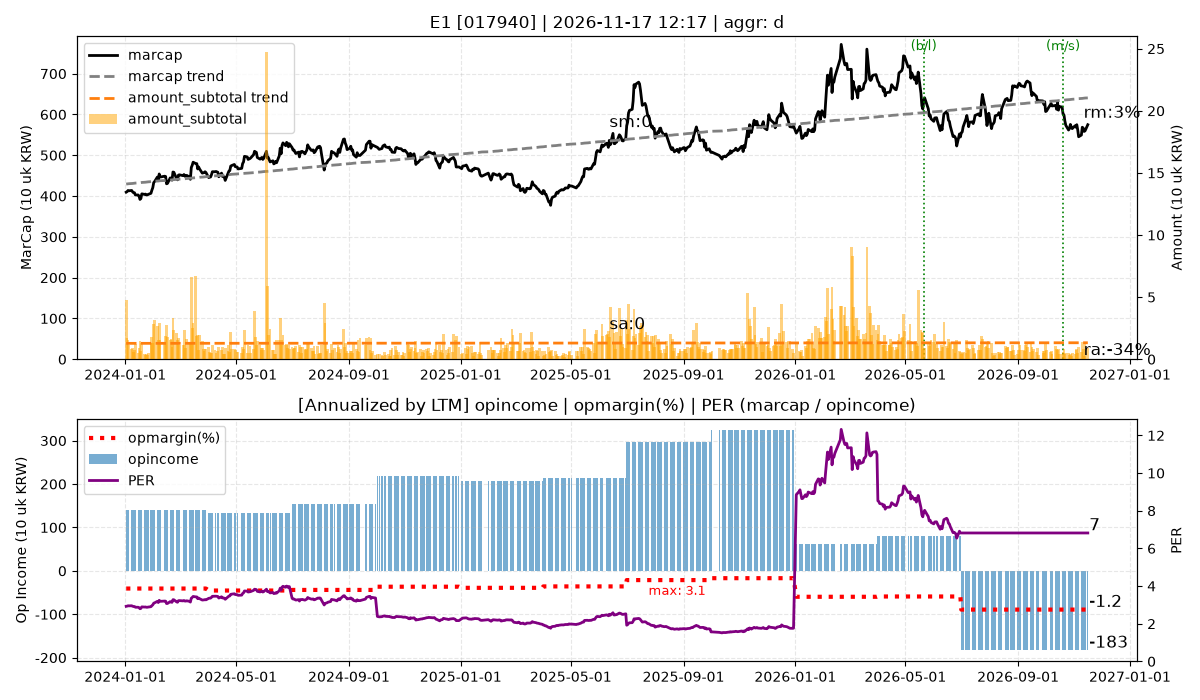 E1 [017940] | 2026-11-17 12:17 | aggr: d
marcap
marcap trend
amount_subtotal trend
amount_subtotal
(b/l)
(m/s)
sm:0
rm:3%
sa:0
ra:-34%
MarCap (10 uk KRW)
700
600
500
400
300
200
100
0
Amount (10 uk KRW)
25
20
15
10
5
0
2024-01-01 2024-05-01 2024-09-01 2025-01-01 2025-05-01 2025-09-01 2026-01-01 2026-05-01 2026-09-01 2027-01-01
[Annualized by LTM] opincome | opmargin(%) | PER (marcap / opincome)
opmargin(%)
opincome
PER
max: 3.1
7
-1.2
-183
Op Income (10 uk KRW)
300
200
100
0
-100
-200
PER
12
10
8
6
4
2
0
2024-01-01 2024-05-01 2024-09-01 2025-01-01 2025-05-01 2025-09-01 2026-01-01 2026-05-01 2026-09-01 2027-01-01